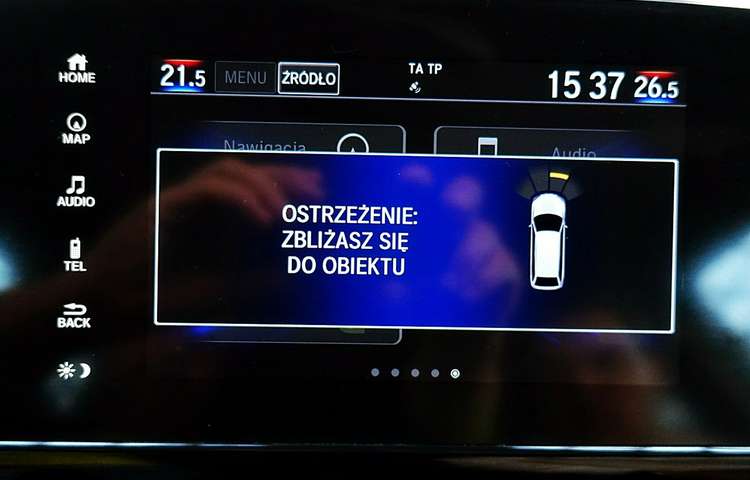 HOME
MAP
AUDIO
TEL
BACK
21.5 MENU ŹRÓDŁO TA TP 15 37 26.5
Nawigacja Audio
OSTRZEŻENIE:
ZBLIŻASZ SIĘ
DO OBIEKTU